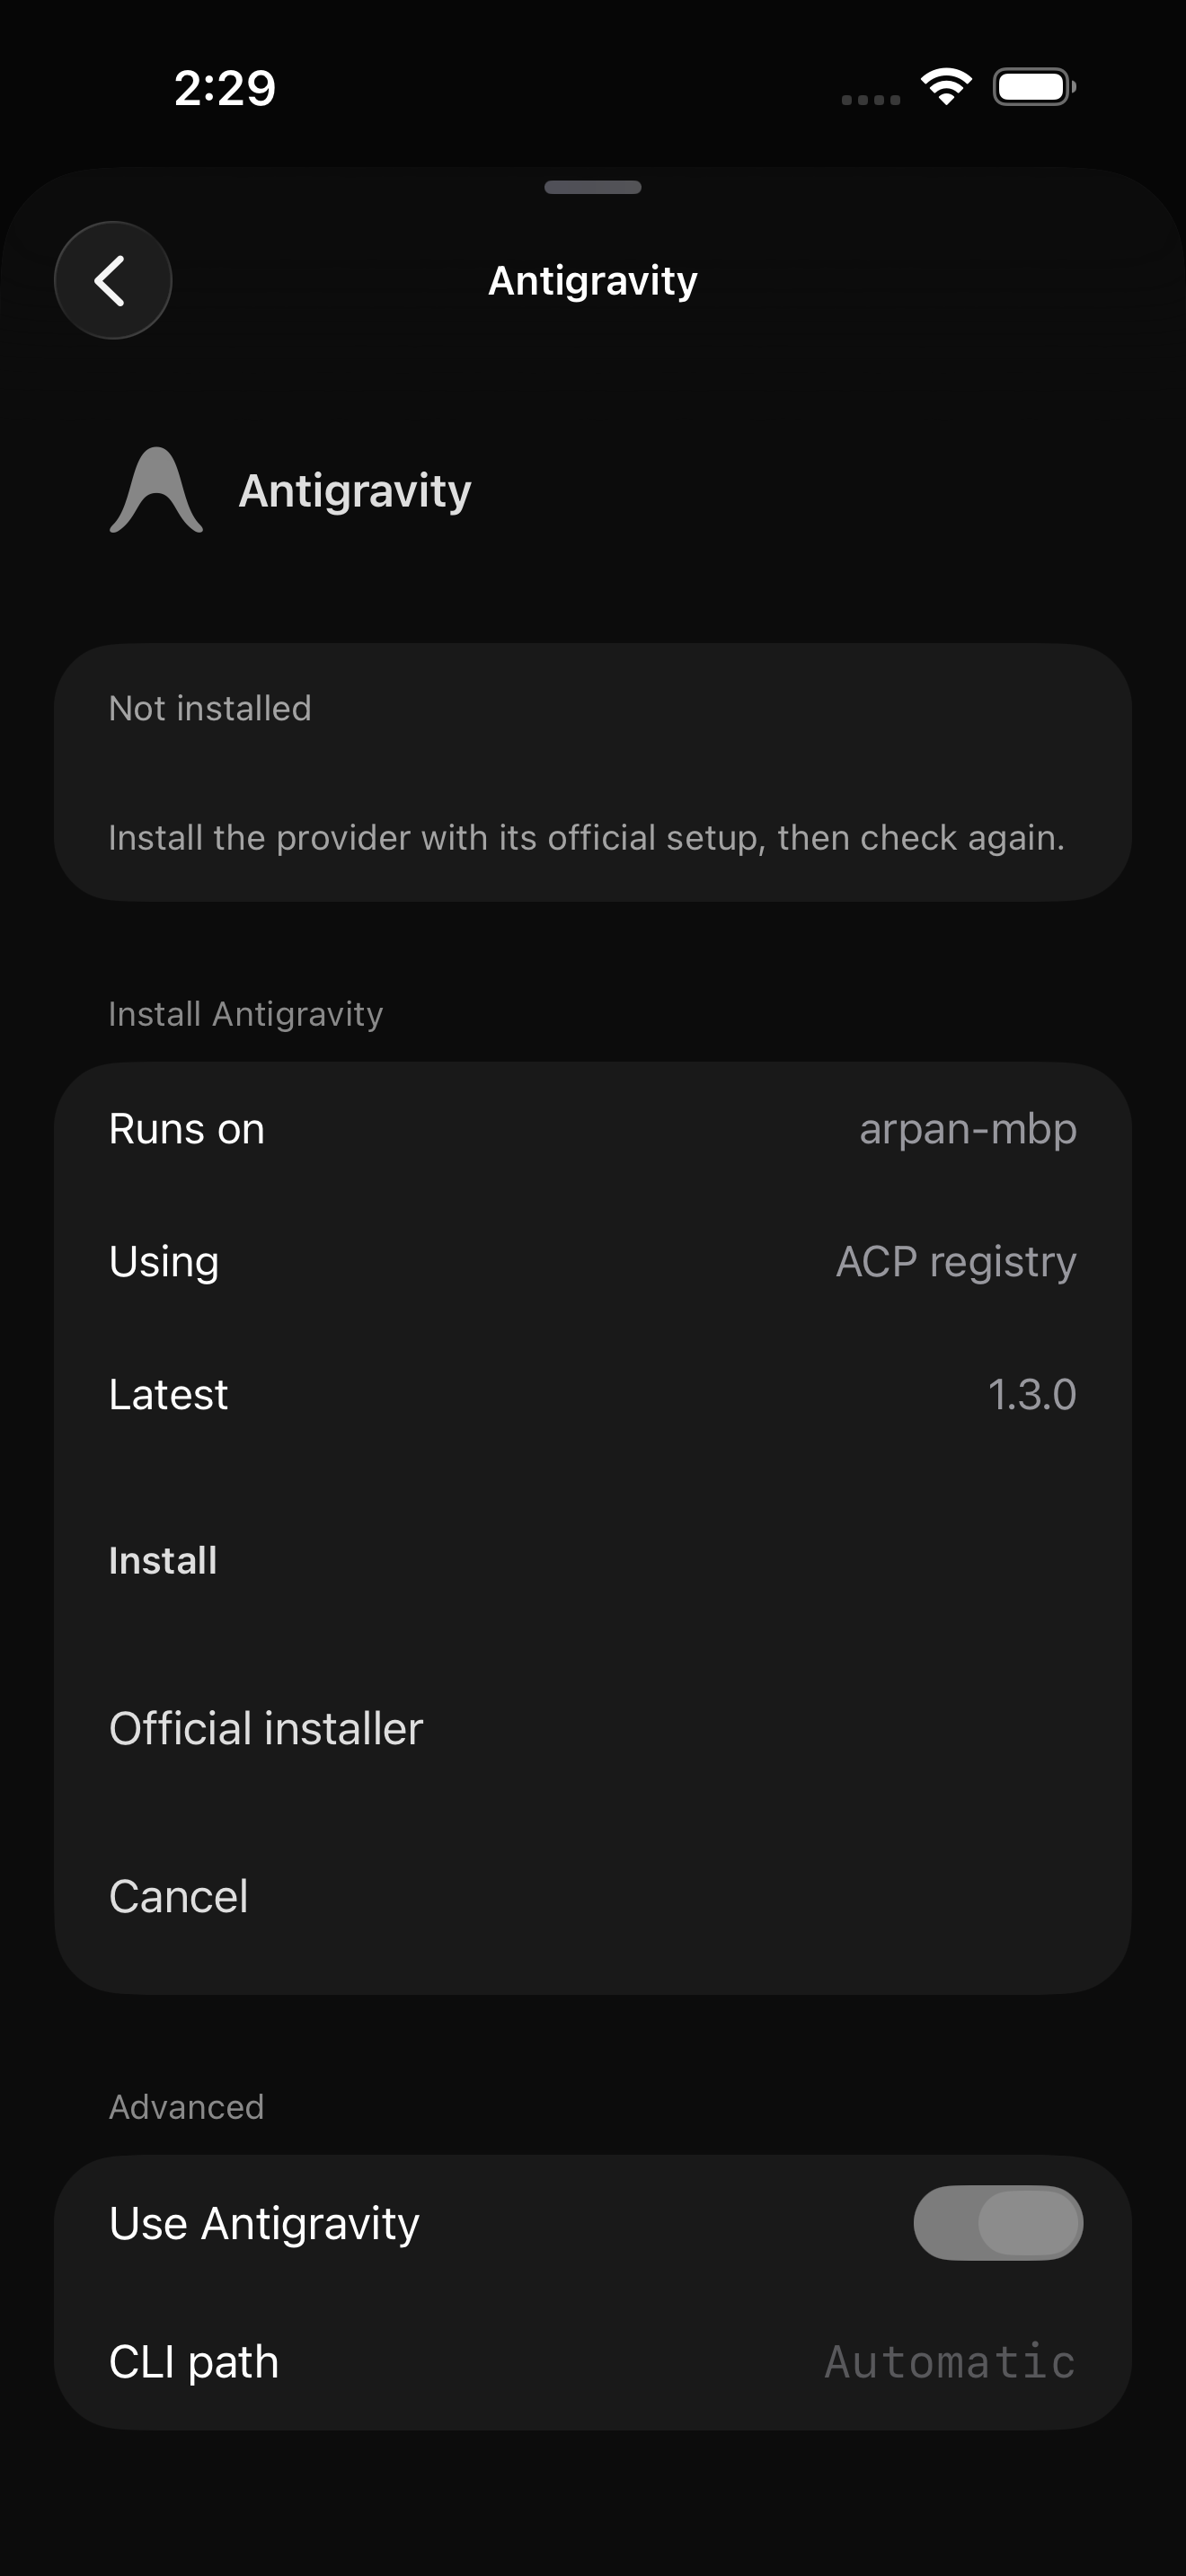 2:29
Antigravity
Antigravity
Not installed
Install the provider with its official setup, then check again.
Install Antigravity
Runs on arpan-mbp
Using ACP registry
Latest 1.3.0
Install
Official installer
Cancel
Advanced
Use Antigravity
CLI path Automatic